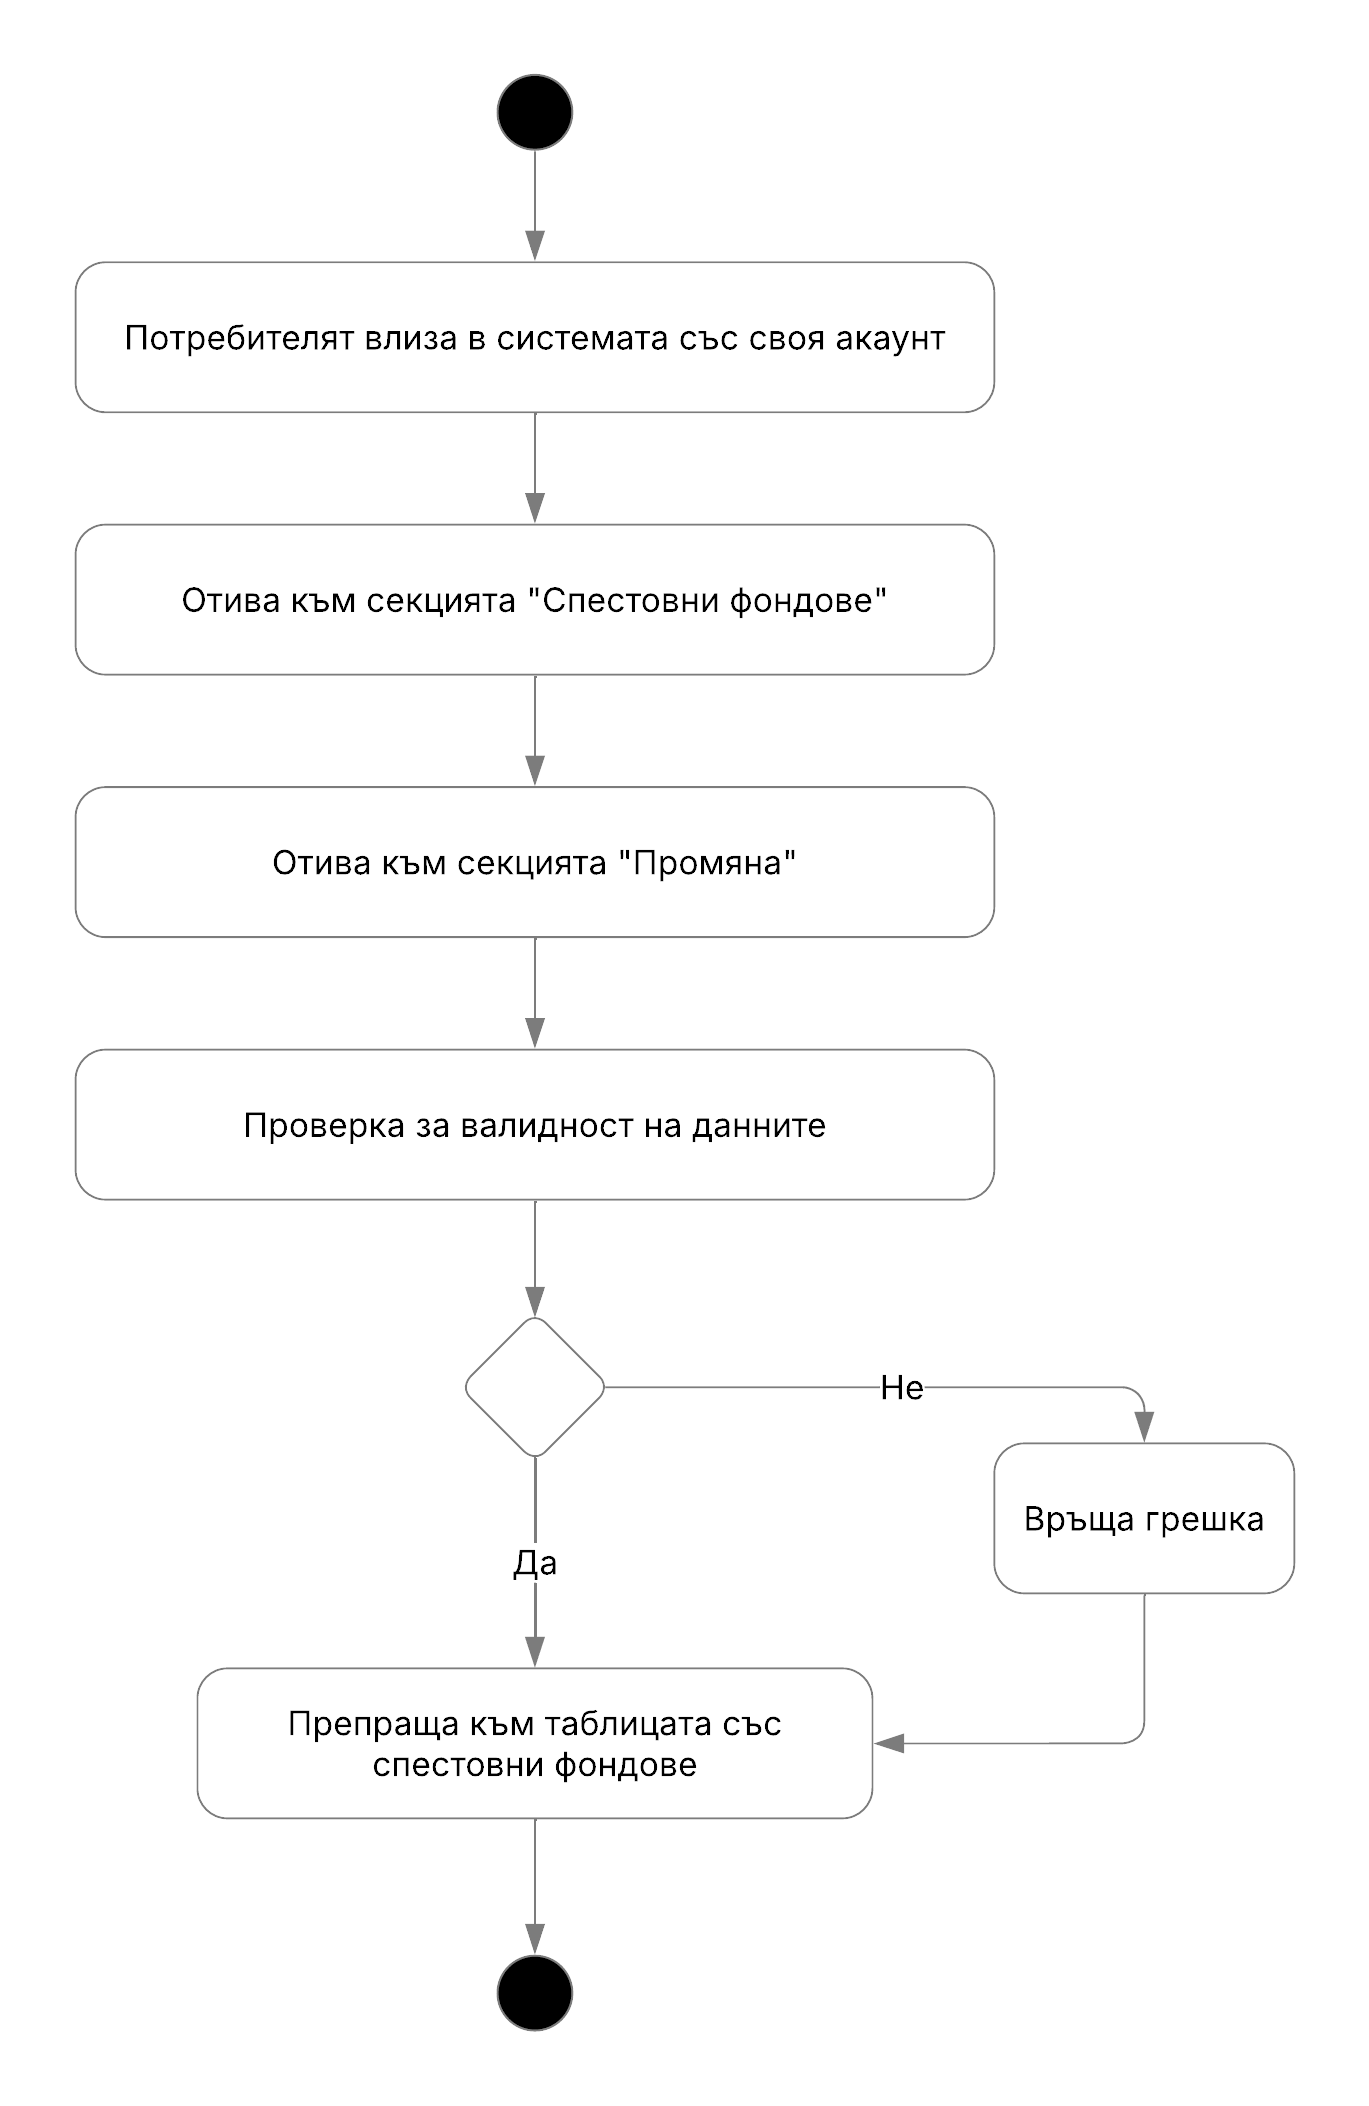 Потребителят влиза в системата със своя акаунт
Отива към секцията "Спестовни фондове"
Отива към секцията "Промяна"
Проверка за валидност на данните
Не
Връща грешка
Да
Препраща към таблицата със
спестовни фондове